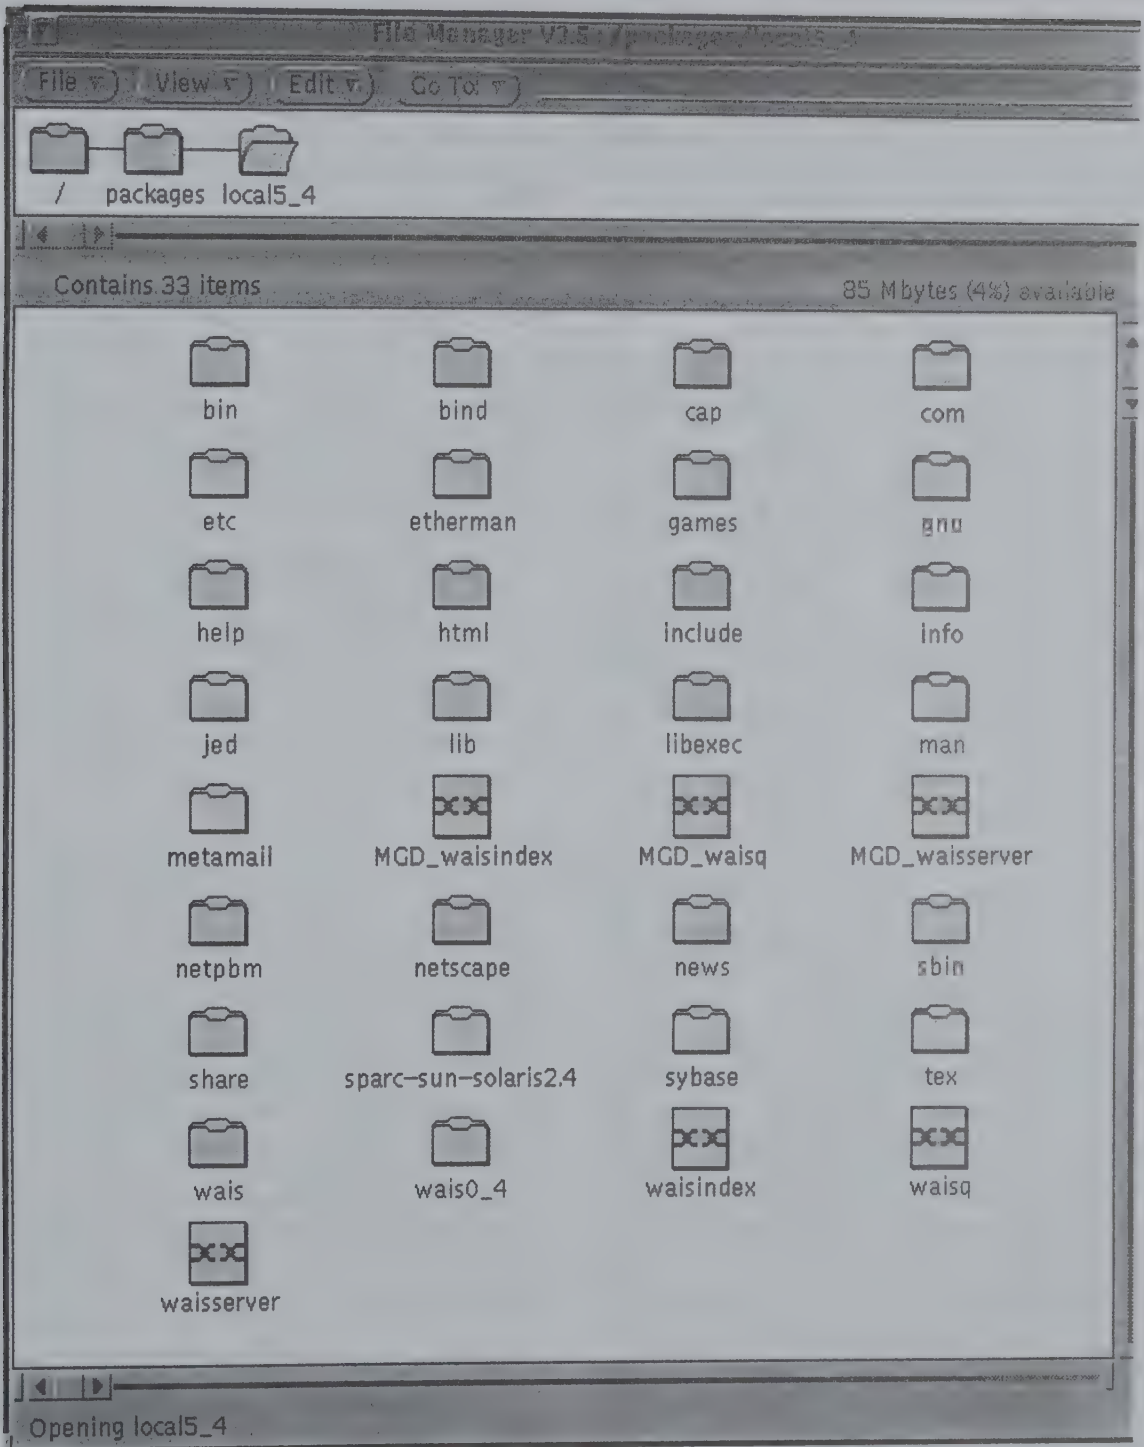 File Manager V3.5 : /packages/local5_4
File View Edit Go To:
/ packages local5_4
Contains 33 items 85 Mbytes (4%) available
bin bind cap com
etc etherman games gnu
help html include info
jed lib libexec man
metamail MGD_waisindex MGD_waisq MGD_waisserver
netpbm netscape news sbin
share sparc-sun-solaris2.4 sybase tex
wais wais0_4 waisindex waisq
waisserver
Opening local5_4